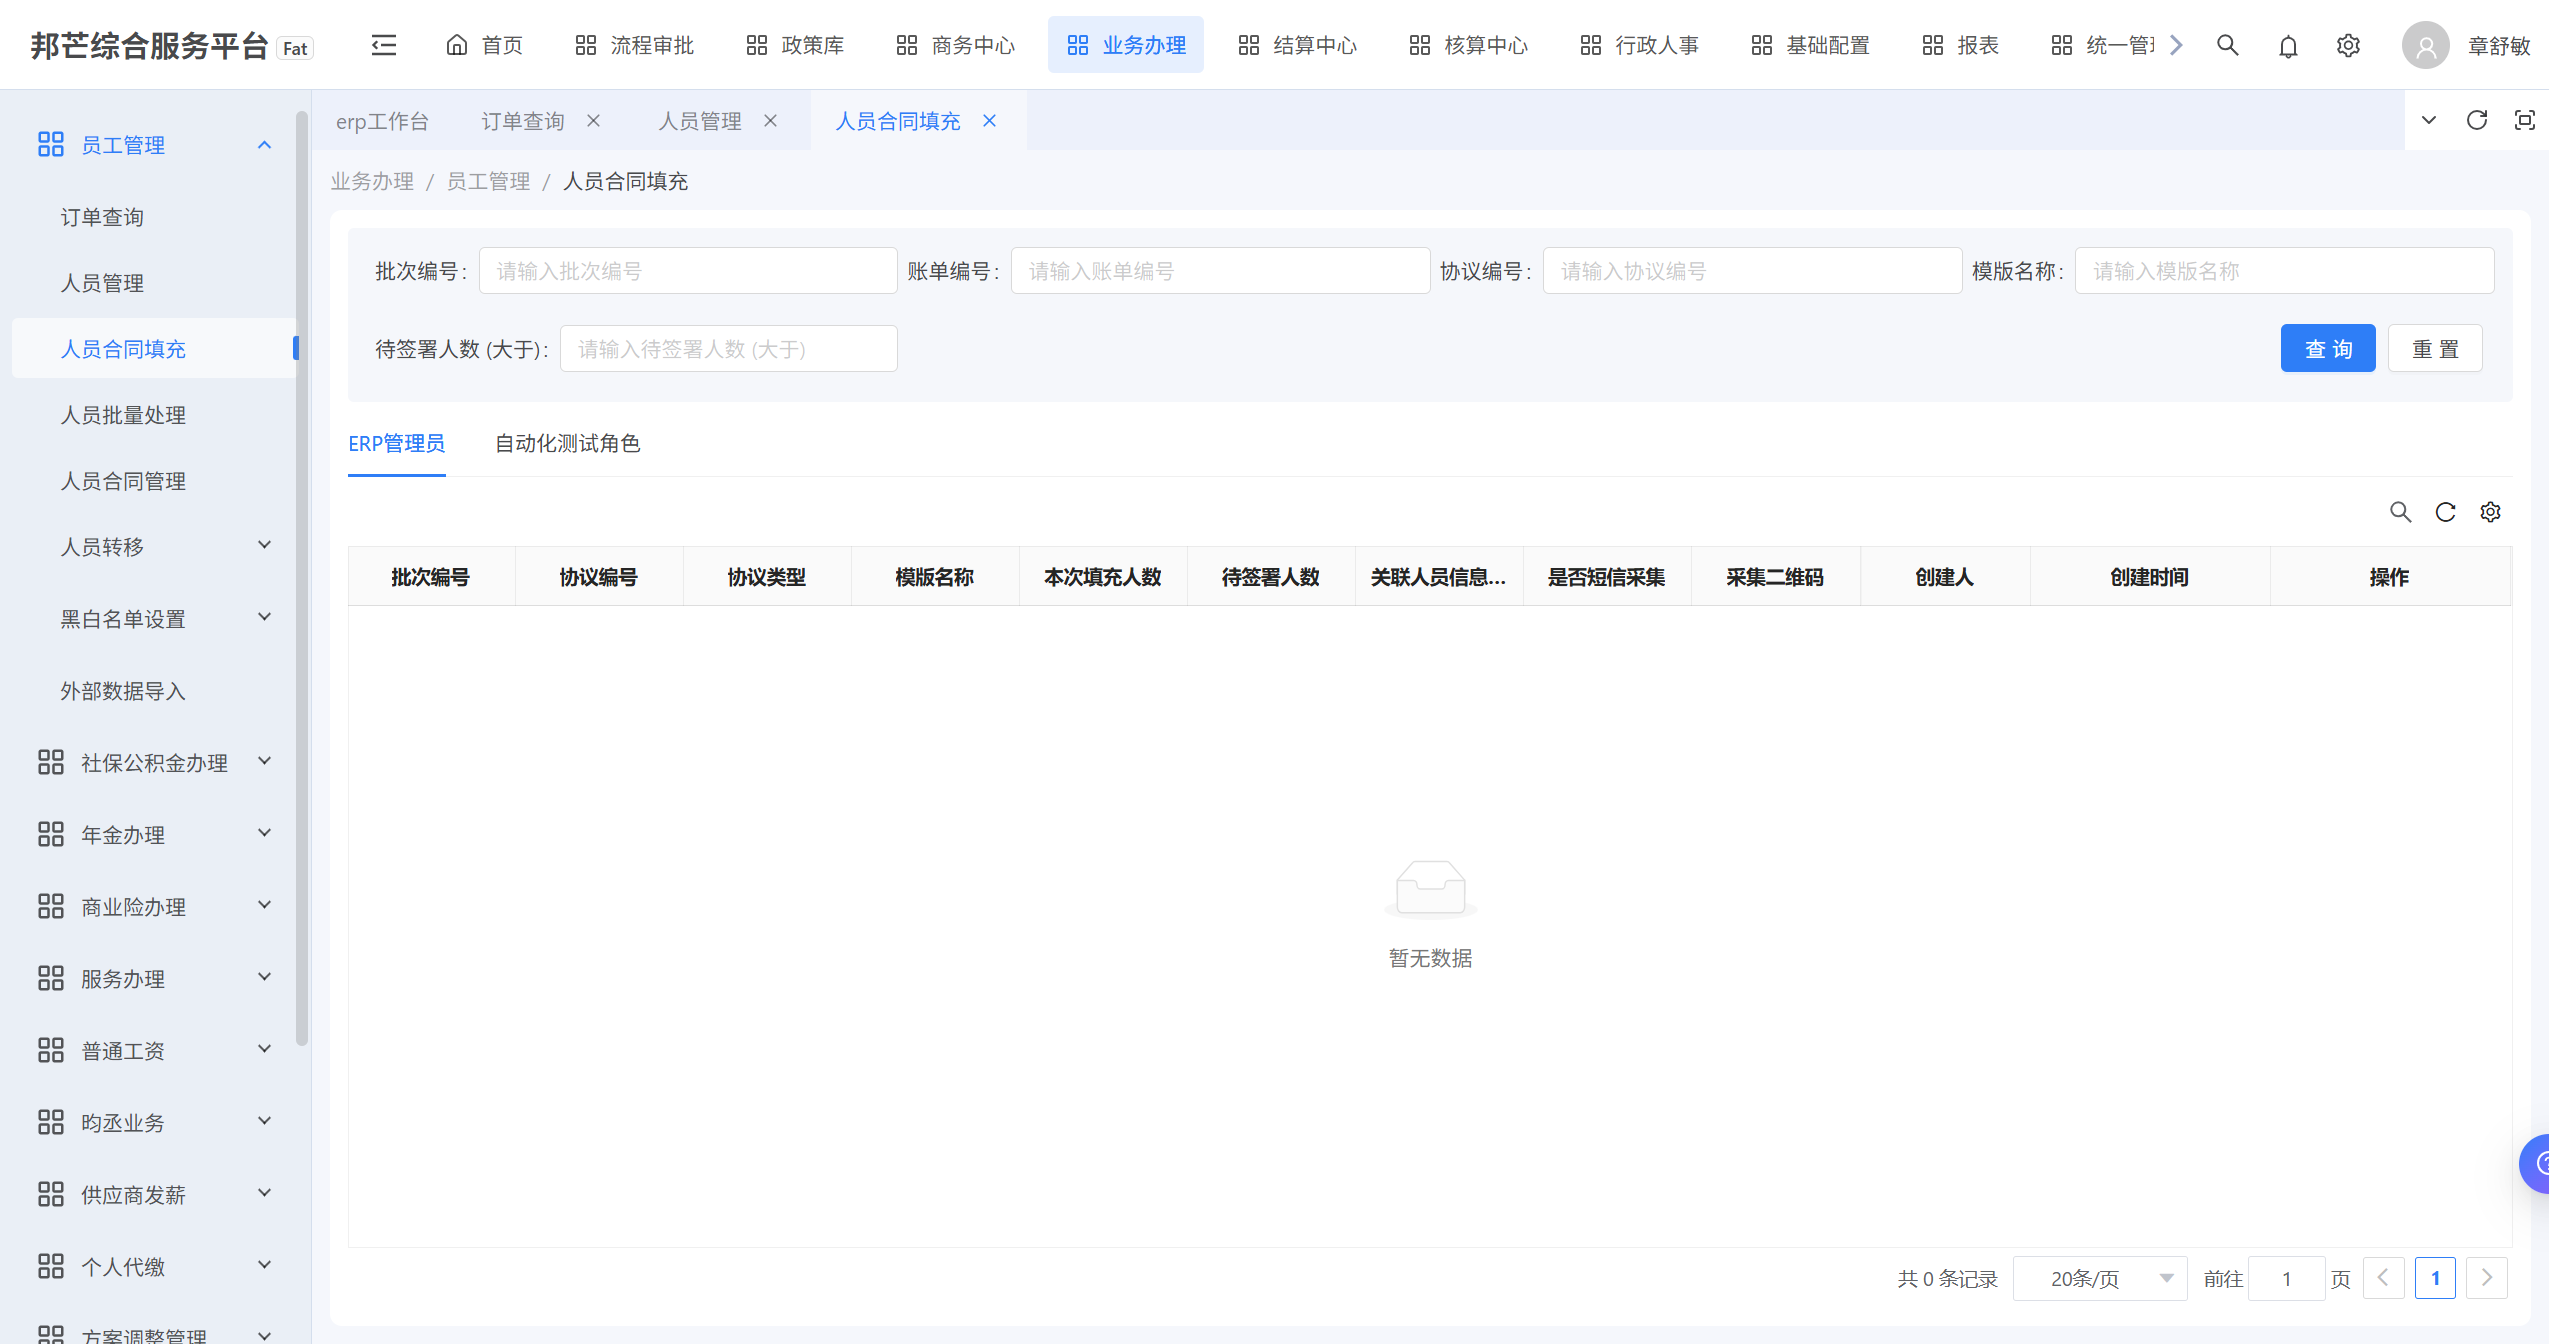 邦芒综合服务平台 Fat
首页 流程审批 政策库 商务中心 业务办理 结算中心 核算中心 行政人事 基础配置 报表 统一管 章舒敏
erp工作台 订单查询 人员管理 人员合同填充
业务办理 / 员工管理 / 人员合同填充
员工管理
订单查询
人员管理
人员合同填充
人员批量处理
人员合同管理
人员转移
黑白名单设置
外部数据导入
社保公积金办理
年金办理
商业险办理
服务办理
普通工资
昀丞业务
供应商发薪
个人代缴
方案调整管理
批次编号: 请输入批次编号 账单编号: 请输入账单编号 协议编号: 请输入协议编号 模版名称: 请输入模版名称
待签署人数 (大于): 请输入待签署人数 (大于) 查 询 重 置
ERP管理员 自动化测试角色
批次编号 协议编号 协议类型 模版名称 本次填充人数 待签署人数 关联人员信息... 是否短信采集 采集二维码 创建人 创建时间 操作
暂无数据
共 0 条记录 20条/页 前往 1 页 1